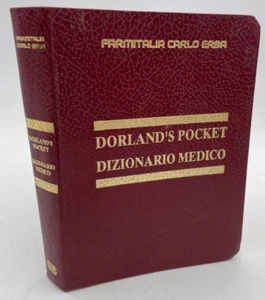 FARMITALIA CARLO ERBA
DORLAND'S POCKET
DIZIONARIO MEDICO
FARMITALIA
CARLO ERBA
DORLAND'S
POCKET
DIZIONARIO
MEDICO